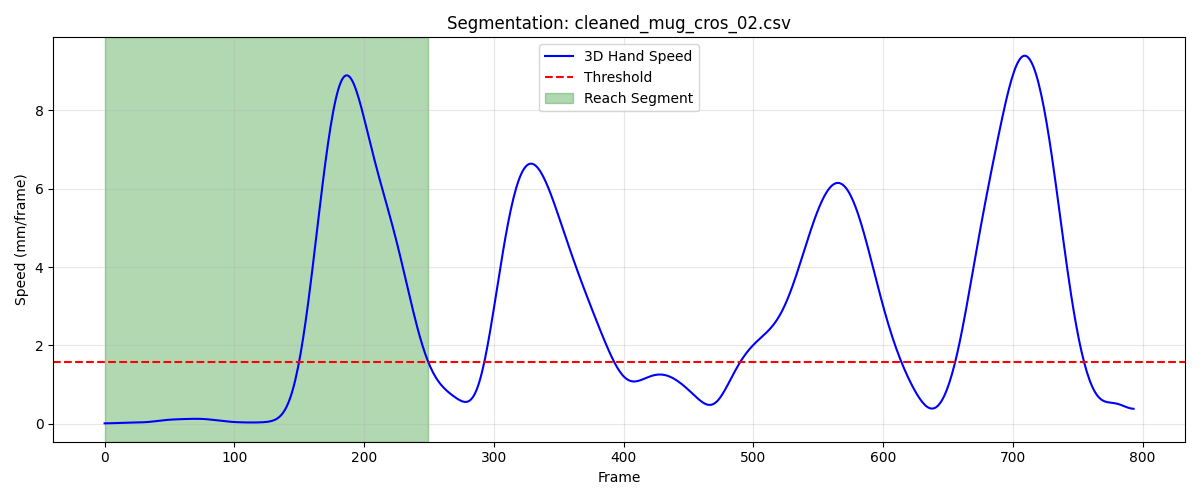 Segmentation: cleaned_mug_cros_02.csv
3D Hand Speed
Threshold
Reach Segment
Speed (mm/frame)
8
6
4
2
0
0 100 200 300 400 500 600 700 800
Frame